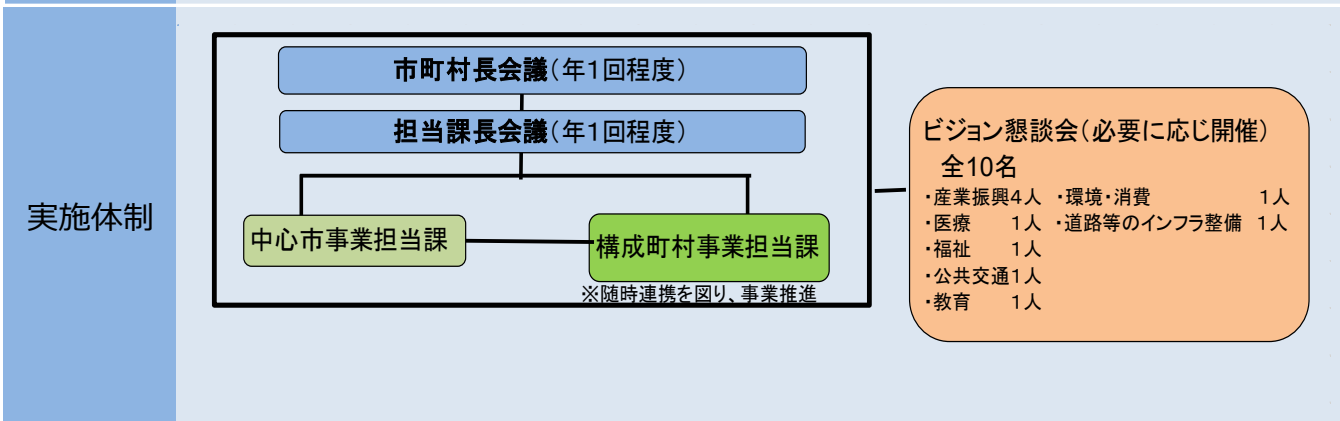 実施体制
市町村長会議（年１回程度）
担当課長会議（年１回程度）
中心市事業担当課
構成町村事業担当課
※随時連携を図り、事業推進
ビジョン懇談会（必要に応じ開催）
全10名
・産業振興４人 ・環境・消費 １人
・医療 １人 ・道路等のインフラ整備 １人
・福祉 １人
・公共交通１人
・教育 １人